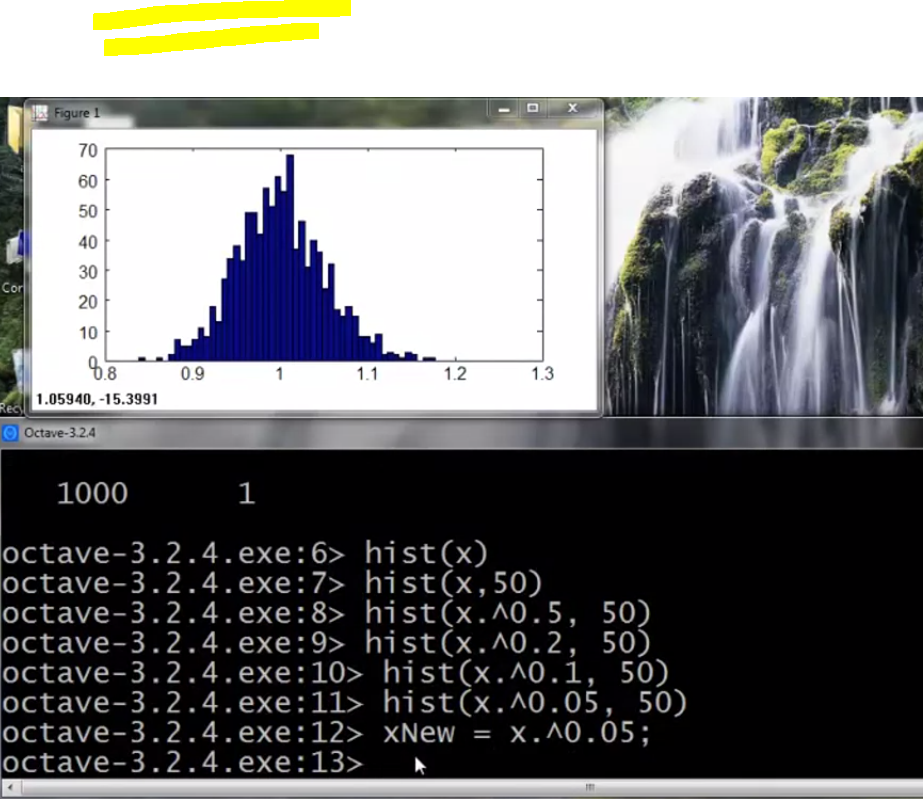 Figure 1
70
60
50
40
30
20
10
0
0.8 0.9 1 1.1 1.2 1.3
1.05940, -15.3991
Cor
Recy
Octave-3.2.4
1000 1
octave-3.2.4.exe:6> hist(x)
octave-3.2.4.exe:7> hist(x,50)
octave-3.2.4.exe:8> hist(x.^0.5, 50)
octave-3.2.4.exe:9> hist(x.^0.2, 50)
octave-3.2.4.exe:10> hist(x.^0.1, 50)
octave-3.2.4.exe:11> hist(x.^0.05, 50)
octave-3.2.4.exe:12> xNew = x.^0.05;
octave-3.2.4.exe:13>